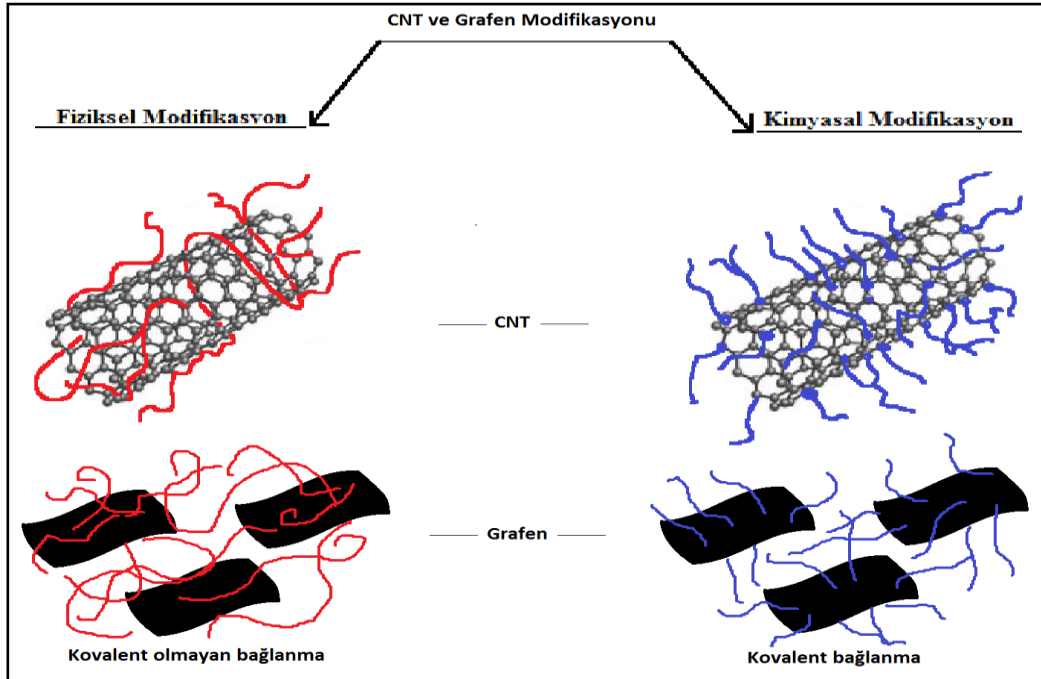 CNT ve Grafen Modifikasyonu
Fiziksel Modifikasyon
Kimyasal Modifikasyon
CNT
Grafen
Kovalent olmayan bağlanma
Kovalent bağlanma